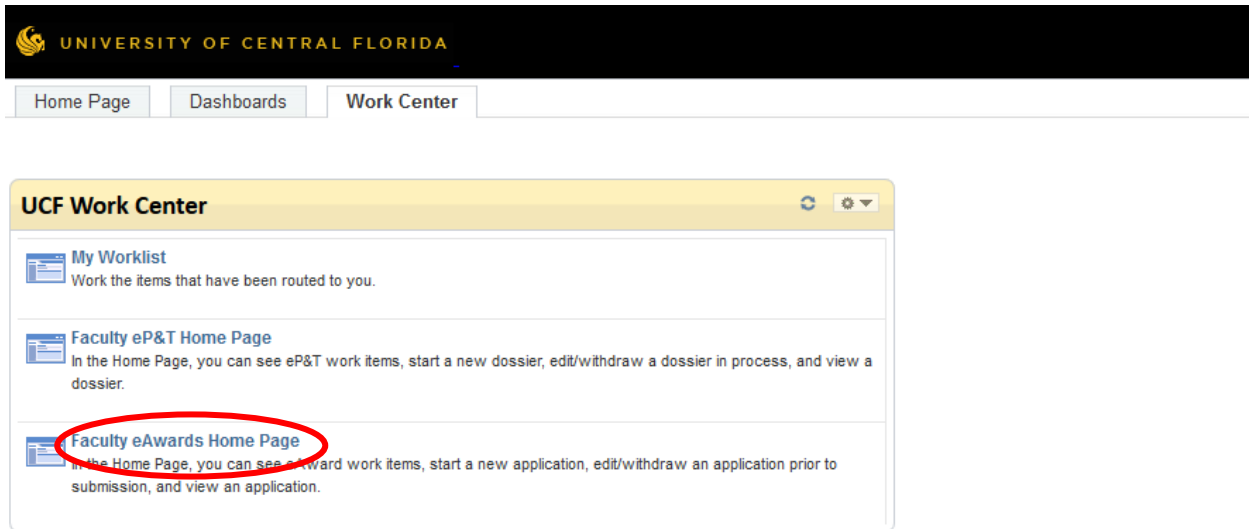 UNIVERSITY OF CENTRAL FLORIDA
Home Page Dashboards Work Center
UCF Work Center
My Worklist
Work the items that have been routed to you.
Faculty eP&T Home Page
In the Home Page, you can see eP&T work items, start a new dossier, edit/withdraw a dossier in process, and view a
dossier.
Faculty eAwards Home Page
In the Home Page, you can see eAward work items, start a new application, edit/withdraw an application prior to
submission, and view an application.